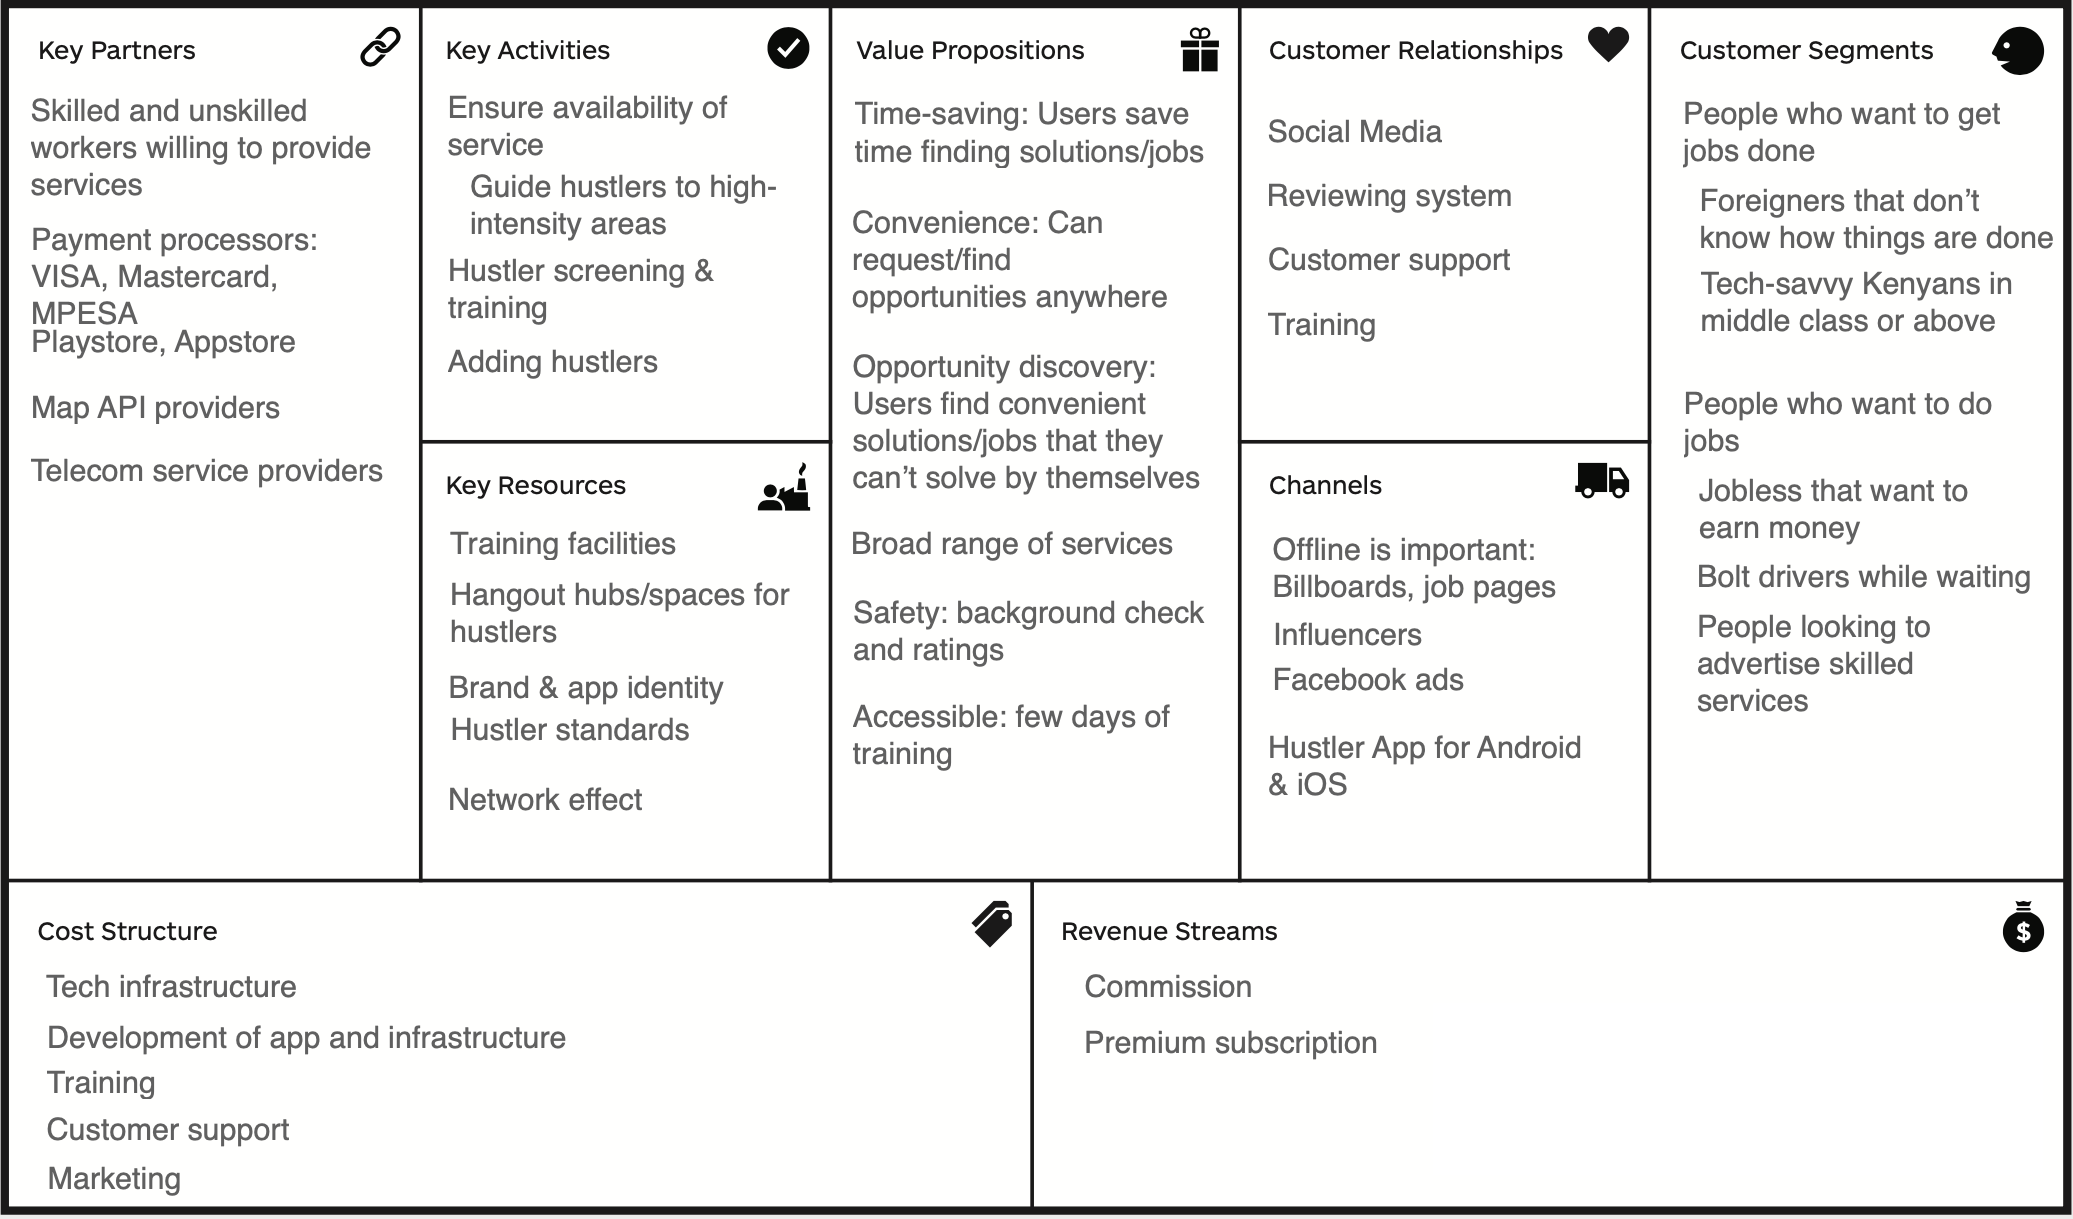 Key Partners
Skilled and unskilled
workers willing to provide
services
Payment processors:
VISA, Mastercard,
MPESA
Playstore, Appstore
Map API providers
Telecom service providers
Key Activities
Ensure availability of
service
Guide hustlers to high-
intensity areas
Hustler screening &
training
Adding hustlers
Key Resources
Training facilities
Hangout hubs/spaces for
hustlers
Brand & app identity
Hustler standards
Network effect
Value Propositions
Time-saving: Users save
time finding solutions/jobs
Convenience: Can
request/find
opportunities anywhere
Opportunity discovery:
Users find convenient
solutions/jobs that they
can’t solve by themselves
Broad range of services
Safety: background check
and ratings
Accessible: few days of
training
Customer Relationships
Social Media
Reviewing system
Customer support
Training
Channels
Offline is important:
Billboards, job pages
Influencers
Facebook ads
Hustler App for Android
& iOS
Customer Segments
People who want to get
jobs done
Foreigners that don’t
know how things are done
Tech-savvy Kenyans in
middle class or above
People who want to do
jobs
Jobless that want to
earn money
Bolt drivers while waiting
People looking to
advertise skilled
services
Cost Structure
Tech infrastructure
Development of app and infrastructure
Training
Customer support
Marketing
Revenue Streams
$
Commission
Premium subscription